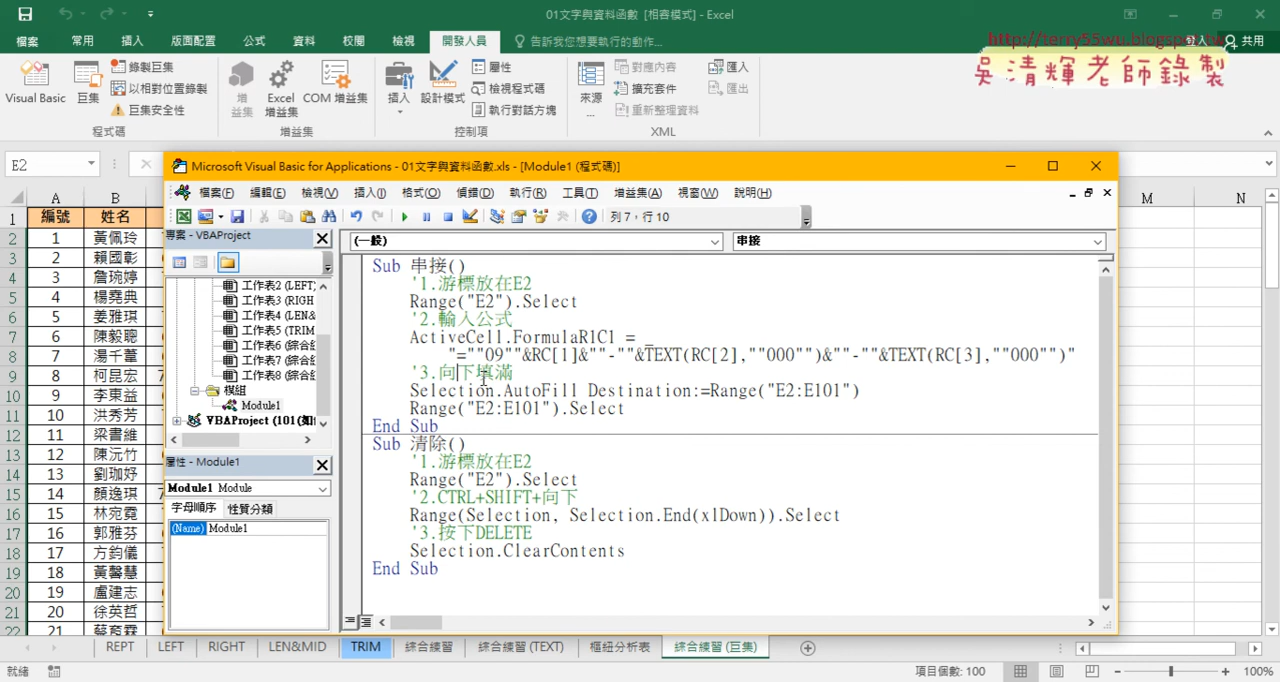 01文字與資料函數 [相容模式] - Excel
http://terry55wu.blogspot.tw
吳清輝老師錄製
檔案 常用 插入 版面配置 公式 資料 校閱 檢視 開發人員 告訴我您想要執行的動作... 登入 共用
Visual Basic 巨集 錄製巨集 以相對位置錄製 巨集安全性 程式碼
增益集 Excel 增益集 COM 增益集 增益集
插入 設計模式 屬性 檢視程式碼 執行對話方塊 控制項
來源 ... 對應內容 擴充套件 重新整理資料 匯入 匯出 XML
E2
A B M N
1 編號 姓名
2 1 黃佩玲
3 2 賴國彰
4 3 詹琬婷
5 4 楊堯典
6 5 姜雅琪
7 6 陳毅聰
8 7 湯千蕙
9 8 柯昆宏
10 9 李東益
11 10 洪秀芳
12 11 梁書維
13 12 陳沅竹
14 13 劉珈妤
15 14 顏逸琪
16 15 林宛霓
17 16 郭雅芬
18 17 方鈞儀
19 18 黃馨慧
20 19 盧建志
21 20 徐英哲
22 21
Microsoft Visual Basic for Applications - 01文字與資料函數.xls - [Module1 (程式碼)]
檔案(F) 編輯(E) 檢視(V) 插入(I) 格式(O) 偵錯(D) 執行(R) 工具(T) 增益集(A) 視窗(W) 說明(H)
列 7，行 10
專案 - VBAProject
工作表2 (LEFT)
工作表3 (RIGH
工作表4 (LEN&
工作表5 (TRIM
工作表6 (綜合
工作表7 (綜合
工作表8 (綜合
模組
Module1
VBAProject (101(如
屬性 - Module1
Module1 Module
字母順序 性質分類
(Name) Module1
(一般) 串接
Sub 串接()
'1.游標放在E2
Range("E2").Select
'2.輸入公式
ActiveCell.FormulaR1C1 = _
"=""09""&RC[1]&""-""&TEXT(RC[2],""000"")&""-""&TEXT(RC[3],""000"")"
'3.向下填滿
Selection.AutoFill Destination:=Range("E2:E101")
Range("E2:E101").Select
End Sub
Sub 清除()
'1.游標放在E2
Range("E2").Select
'2.CTRL+SHIFT+向下
Range(Selection, Selection.End(xlDown)).Select
'3.按下DELETE
Selection.ClearContents
End Sub
REPT LEFT RIGHT LEN&MID TRIM 綜合練習 綜合練習 (TEXT) 樞紐分析表 綜合練習 (巨集)
就緒 項目個數: 100 100%